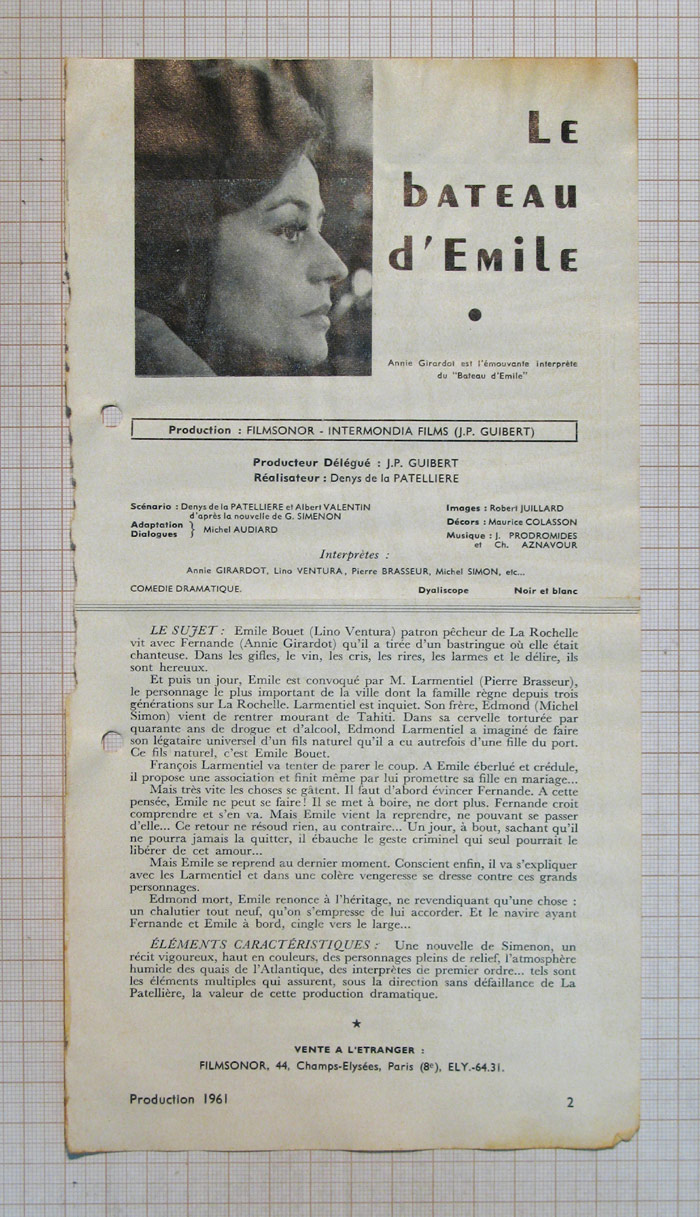 LE
bATEAU
d'EMilE
Annie Girardot est l'émouvante interprète
du "Bateau d'Emile"
Production : FILMSONOR - INTERMONDIA FILMS (J.P. GUIBERT)
Producteur Délégué : J.P. GUIBERT
Réalisateur : Denys de la PATELLIERE
Scénario : Denys de la PATELLIERE et Albert VALENTIN
d'après la nouvelle de G. SIMENON
Adaptation
Dialogues } Michel AUDIARD
Images : Robert JUILLARD
Décors : Maurice COLASSON
Musique : J. PRODROMIDES
et Ch. AZNAVOUR
Interprètes :
Annie GIRARDOT, Lino VENTURA, Pierre BRASSEUR, Michel SIMON, etc...
COMEDIE DRAMATIQUE. Dyaliscope Noir et blanc
LE SUJET : Emile Bouet (Lino Ventura) patron pêcheur de La Rochelle
vit avec Fernande (Annie Girardot) qu'il a tirée d'un bastringue où elle était
chanteuse. Dans les gifles, le vin, les cris, les rires, les larmes et le délire, ils
sont hereuux.
Et puis un jour, Emile est convoqué par M. Larmentiel (Pierre Brasseur),
le personnage le plus important de la ville dont la famille règne depuis trois
générations sur La Rochelle. Larmentiel est inquiet. Son frère, Edmond (Michel
Simon) vient de rentrer mourant de Tahiti. Dans sa cervelle torturée par
quarante ans de drogue et d'alcool, Edmond Larmentiel a imaginé de faire
son légataire universel d'un fils naturel qu'il a eu autrefois d'une fille du port.
Ce fils naturel, c'est Emile Bouet.
François Larmentiel va tenter de parer le coup. A Emile éberlué et crédule,
il propose une association et finit même par lui promettre sa fille en mariage...
Mais très vite les choses se gâtent. Il faut d'abord évincer Fernande. A cette
pensée, Emile ne peut se faire! Il se met à boire, ne dort plus. Fernande croit
comprendre et s'en va. Mais Emile vient la reprendre, ne pouvant se passer
d'elle... Ce retour ne résoud rien, au contraire... Un jour, à bout, sachant qu'il
ne pourra jamais la quitter, il ébauche le geste criminel qui seul pourrait le
libérer de cet amour...
Mais Emile se reprend au dernier moment. Conscient enfin, il va s'expliquer
avec les Larmentiel et dans une colère vengeresse se dresse contre ces grands
personnages.
Edmond mort, Emile renonce à l'héritage, ne revendiquant qu'une chose :
un chalutier tout neuf, qu'on s'empresse de lui accorder. Et le navire ayant
Fernande et Emile à bord, cingle vers le large...
ÉLÉMENTS CARACTÉRISTIQUES : Une nouvelle de Simenon, un
récit vigoureux, haut en couleurs, des personnages pleins de relief, l'atmosphère
humide des quais de l'Atlantique, des interprètes de premier ordre... tels sont
les éléments multiples qui assurent, sous la direction sans défaillance de La
Patellière, la valeur de cette production dramatique.
VENTE A L'ETRANGER :
FILMSONOR, 44, Champs-Elysées, Paris (8e), ELY.-64.31.
Production 1961 2